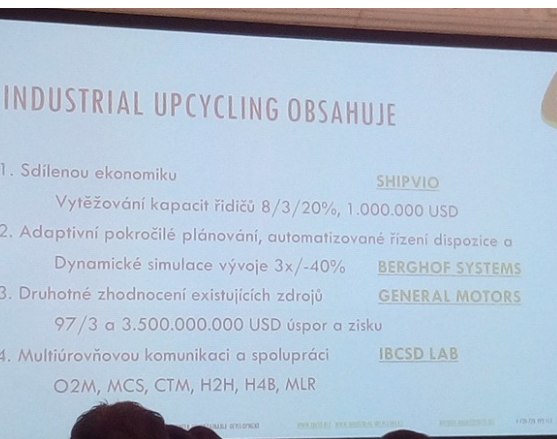 INDUSTRIAL UPCYCLING OBSAHUJE
1. Sdílenou ekonomiku SHIPVIO
Vytěžování kapacit řidičů 8/3/20%, 1.000.000 USD
2. Adaptivní pokročilé plánování, automatizované řízení dispozice a
Dynamické simulace vývoje 3x/-40% BERGHOF SYSTEMS
3. Druhotné zhodnocení existujících zdrojů GENERAL MOTORS
97/3 a 3.500.000.000 USD úspor a zisku
4. Multiúrovňovou komunikaci a spolupráci IBCSD LAB
O2M, MCS, CTM, H2H, H4B, MLR
DEVELOPMENT